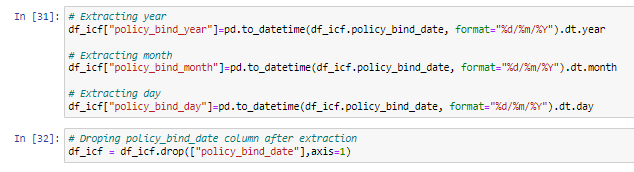 In [31]: # Extracting year
df_icf["policy_bind_year"]=pd.to_datetime(df_icf.policy_bind_date, format="%d/%m/%Y").dt.year
# Extracting month
df_icf["policy_bind_month"]=pd.to_datetime(df_icf.policy_bind_date, format="%d/%m/%Y").dt.month
# Extracting day
df_icf["policy_bind_day"]=pd.to_datetime(df_icf.policy_bind_date, format="%d/%m/%Y").dt.day
In [32]: # Droping policy_bind_date column after extraction
df_icf = df_icf.drop(["policy_bind_date"],axis=1)